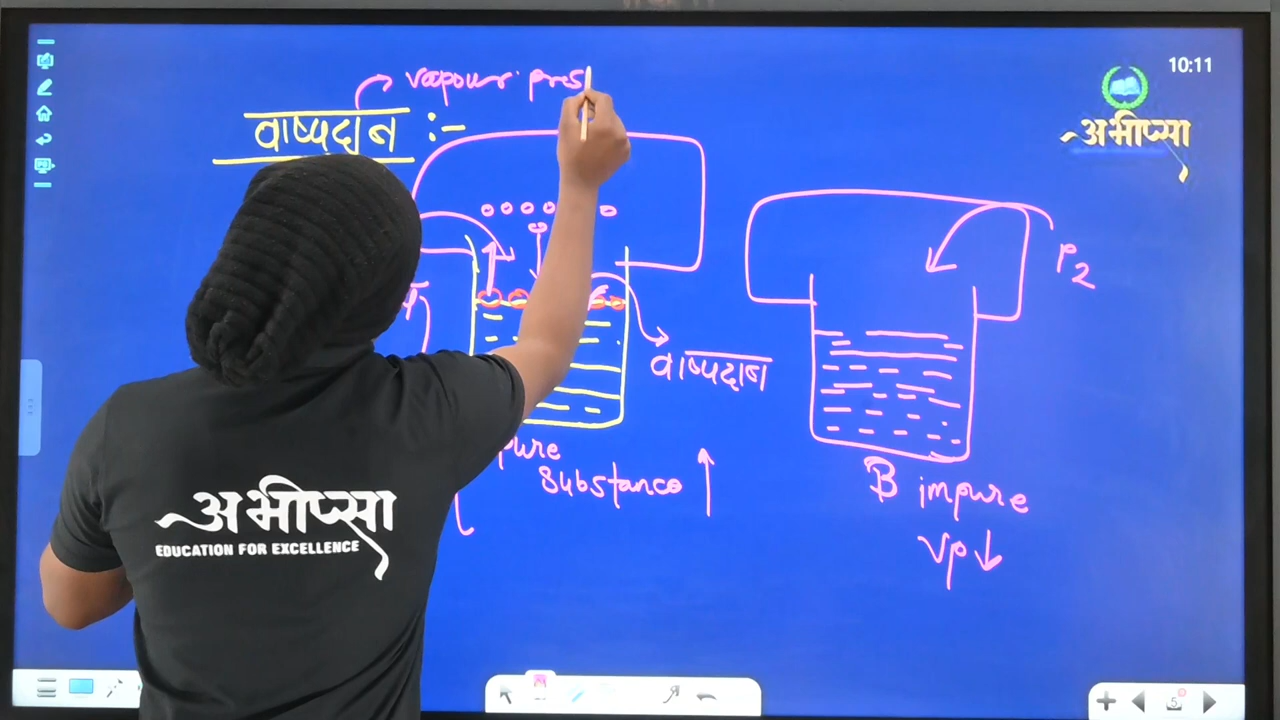 10:11
vapour pres
वाष्पदाब :-
अभीप्सा
P2
वाष्पदाब
pure
substance
B impure
VP↓
अभीप्सा
EDUCATION FOR EXCELLENCE